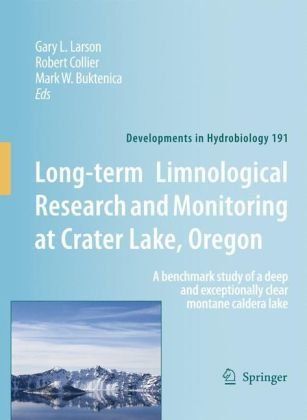 Gary L. Larson
Robert Collier
Mark W. Buktenica
Eds
Developments in Hydrobiology 191
Long-term Limnological
Research and Monitoring
at Crater Lake, Oregon
A benchmark study of a deep
and exceptionally clear
montane caldera lake
Springer